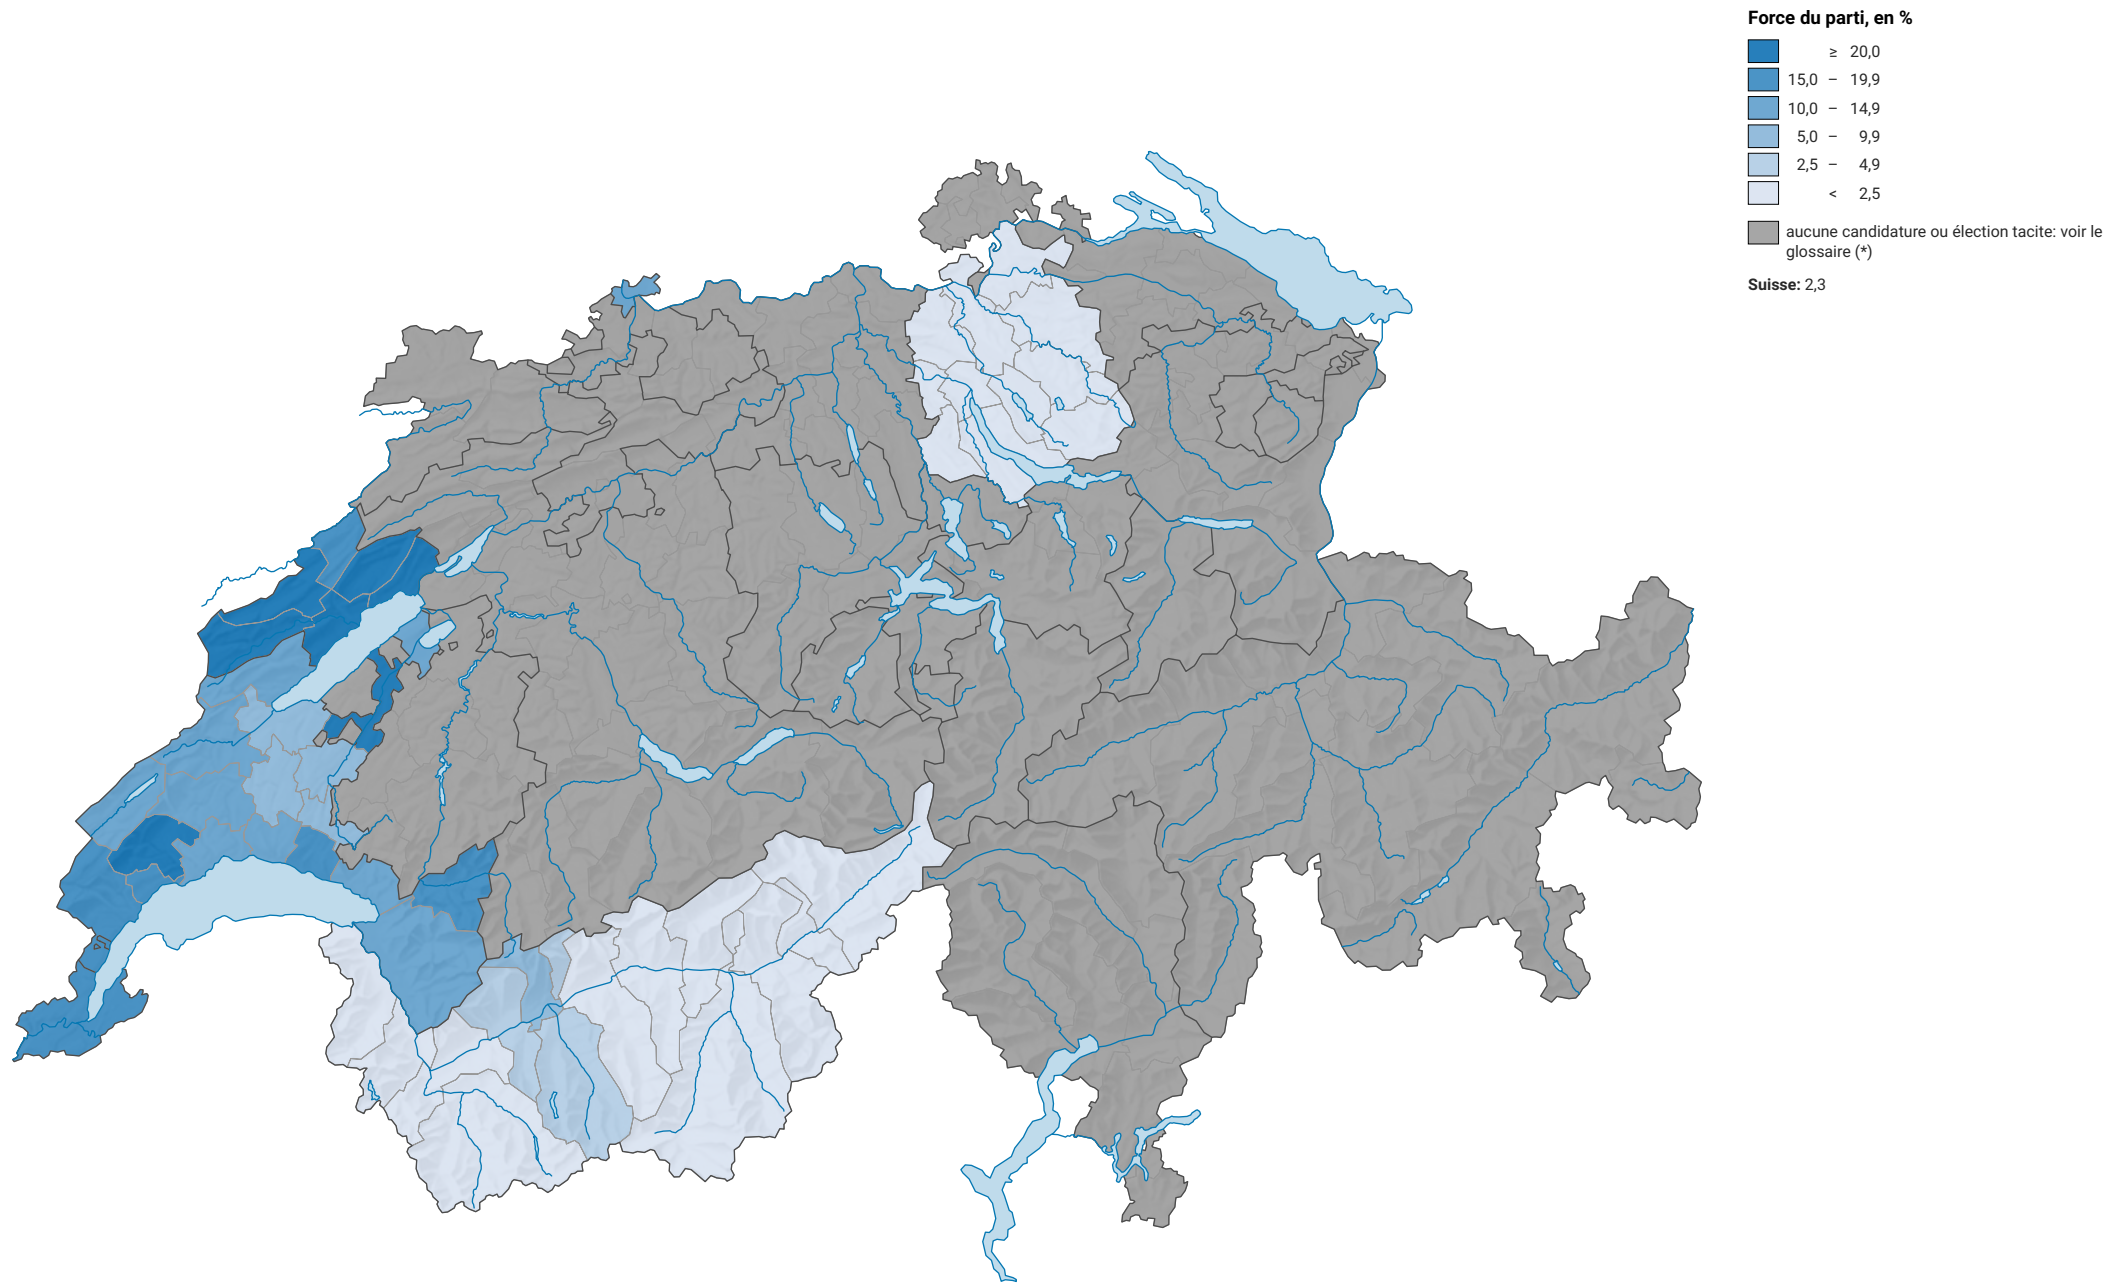 Force du parti, en %
≥ 20,0
15,0 – 19,9
10,0 – 14,9
5,0 – 9,9
2,5 – 4,9
< 2,5
aucune candidature ou élection tacite: voir le
glossaire (*)
Suisse: 2,3